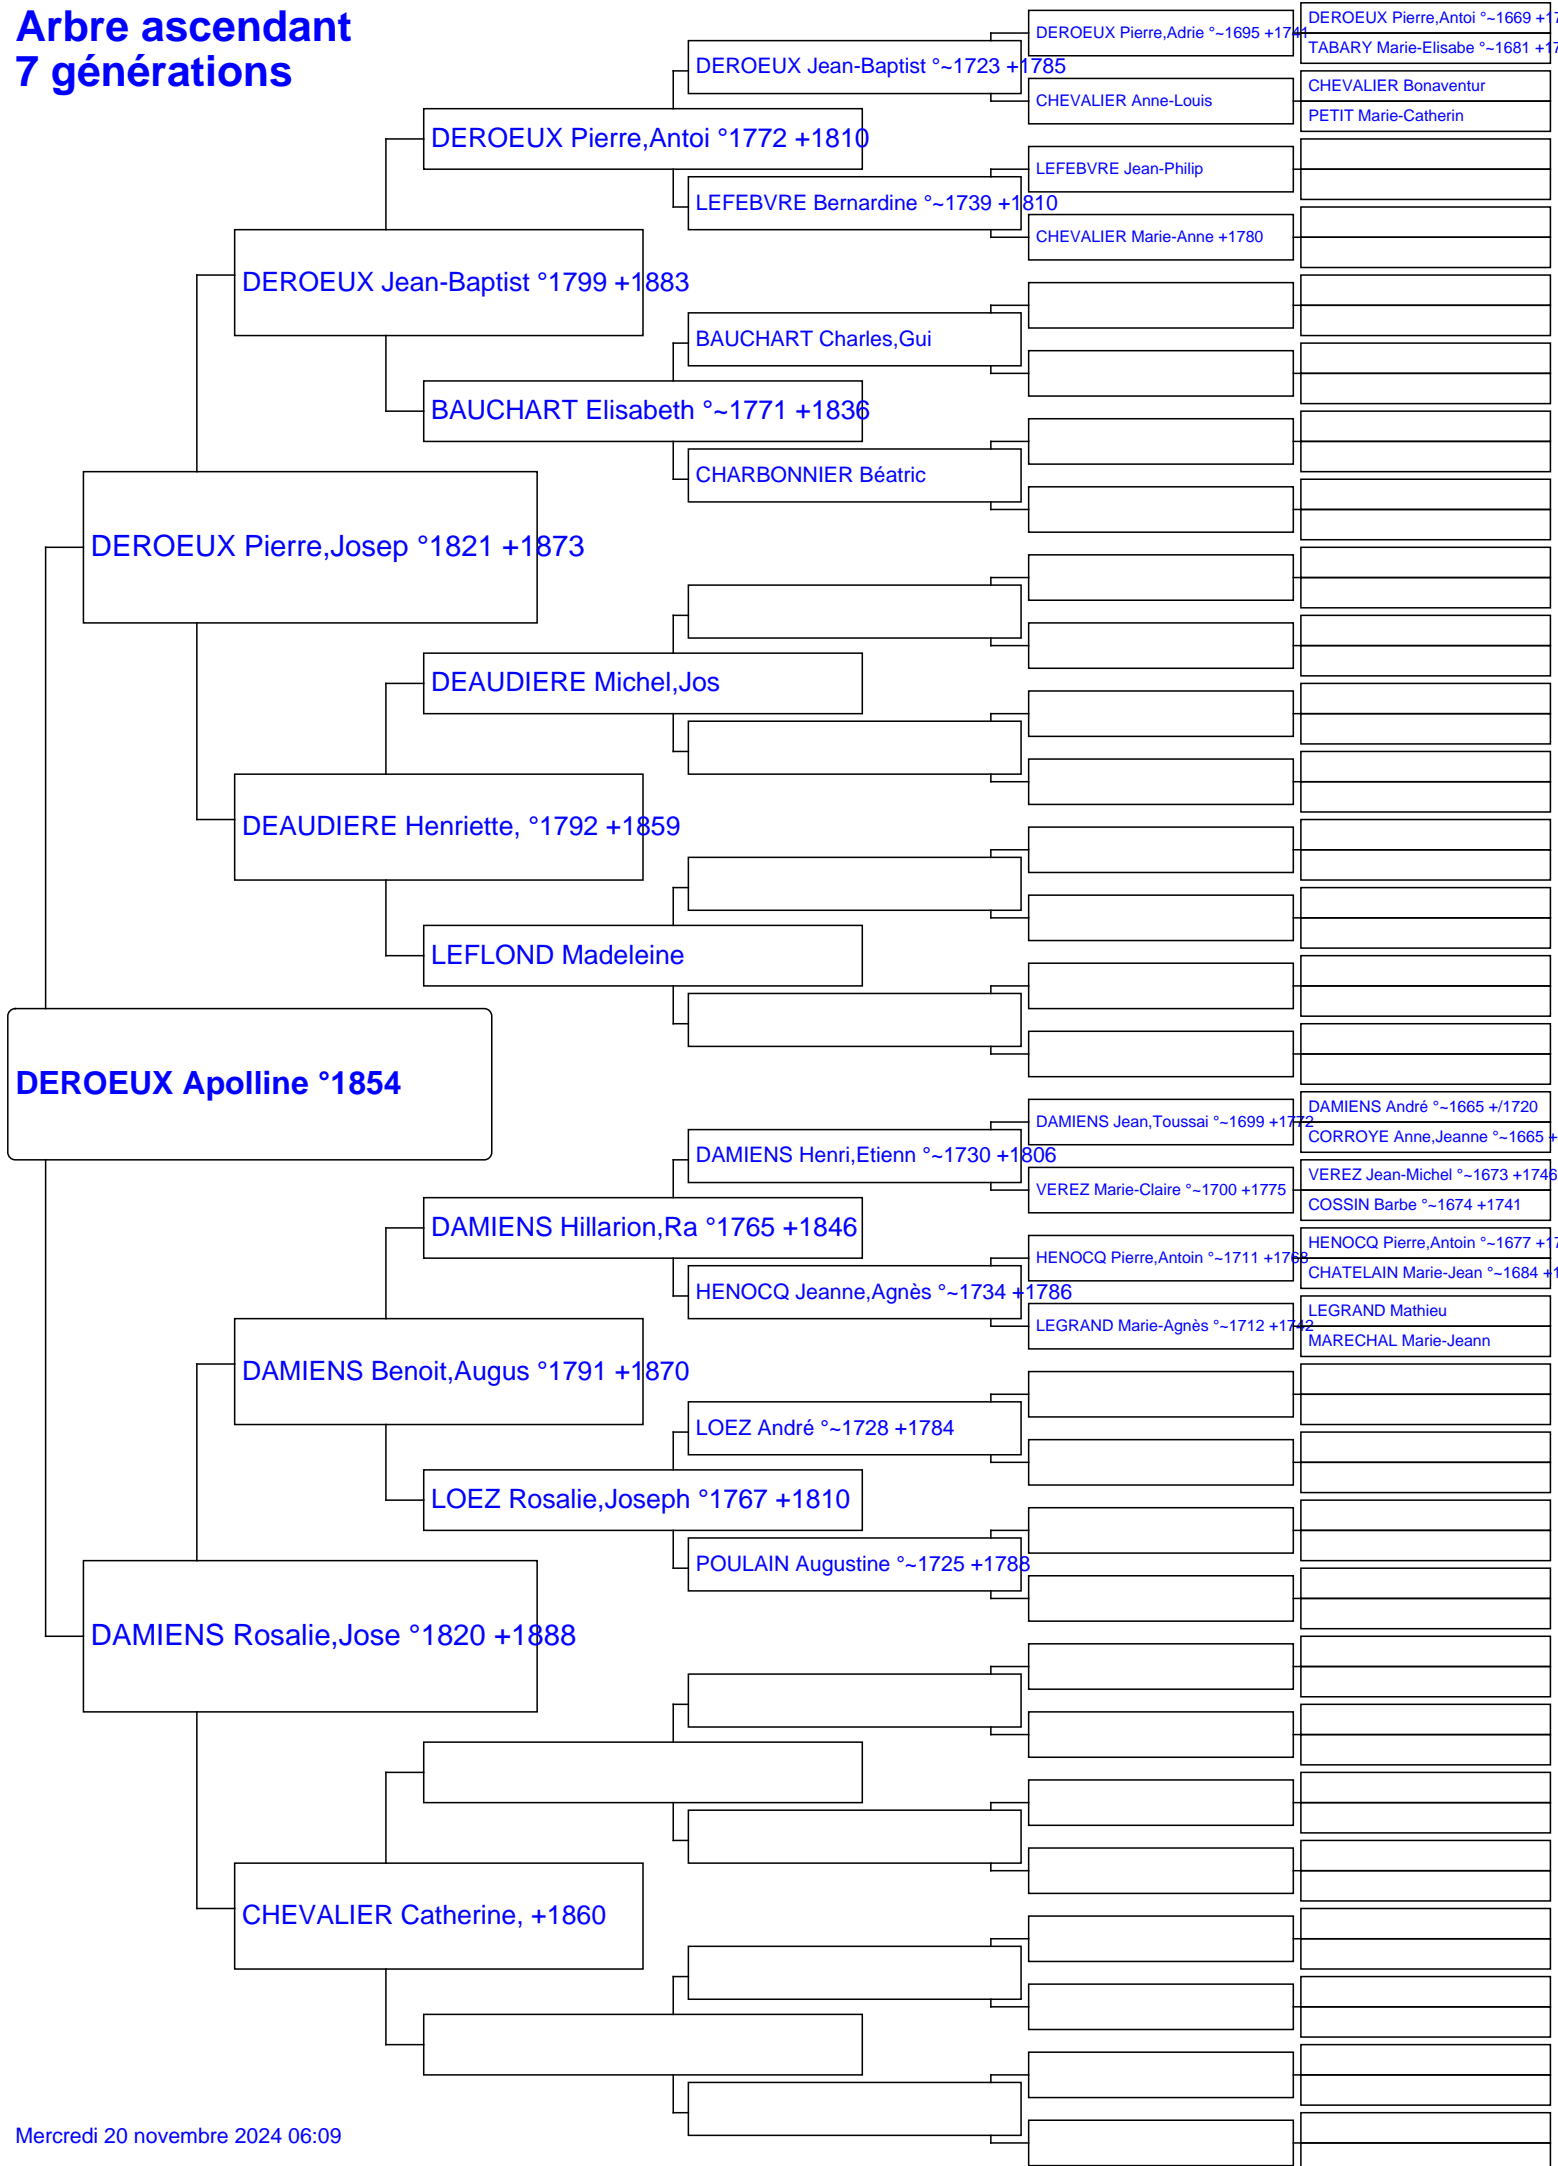 Arbre ascendant
7 générations
DEROEUX Apolline °1854
DEROEUX Pierre,Josep °1821 +1873
DAMIENS Rosalie,Jose °1820 +1888
DEROEUX Jean-Baptist °1799 +1883
DEAUDIERE Henriette, °1792 +1859
DAMIENS Benoit,Augus °1791 +1870
CHEVALIER Catherine, +1860
DEROEUX Pierre,Antoi °1772 +1810
BAUCHART Elisabeth °~1771 +1836
DEAUDIERE Michel,Jos
LEFLOND Madeleine
DAMIENS Hillarion,Ra °1765 +1846
LOEZ Rosalie,Joseph °1767 +1810
DEROEUX Jean-Baptist °~1723 +1785
LEFEBVRE Bernardine °~1739 +1810
BAUCHART Charles,Gui
CHARBONNIER Béatric
DAMIENS Henri,Etienn °~1730 +1806
HENOCQ Jeanne,Agnès °~1734 +1786
LOEZ André °~1728 +1784
POULAIN Augustine °~1725 +1788
DEROEUX Pierre,Adrie °~1695 +1741
CHEVALIER Anne-Louis
LEFEBVRE Jean-Philip
CHEVALIER Marie-Anne +1780
DAMIENS Jean,Toussai °~1699 +1772
VEREZ Marie-Claire °~1700 +1775
HENOCQ Pierre,Antoin °~1711 +1768
LEGRAND Marie-Agnès °~1712 +1742
DEROEUX Pierre,Antoi °~1669 +17
TABARY Marie-Elisabe °~1681 +17
CHEVALIER Bonaventur
PETIT Marie-Catherin
DAMIENS André °~1665 +/1720
CORROYE Anne,Jeanne °~1665 +
VEREZ Jean-Michel °~1673 +1746
COSSIN Barbe °~1674 +1741
HENOCQ Pierre,Antoin °~1677 +17
CHATELAIN Marie-Jean °~1684 +1
LEGRAND Mathieu
MARECHAL Marie-Jeann
Mercredi 20 novembre 2024 06:09